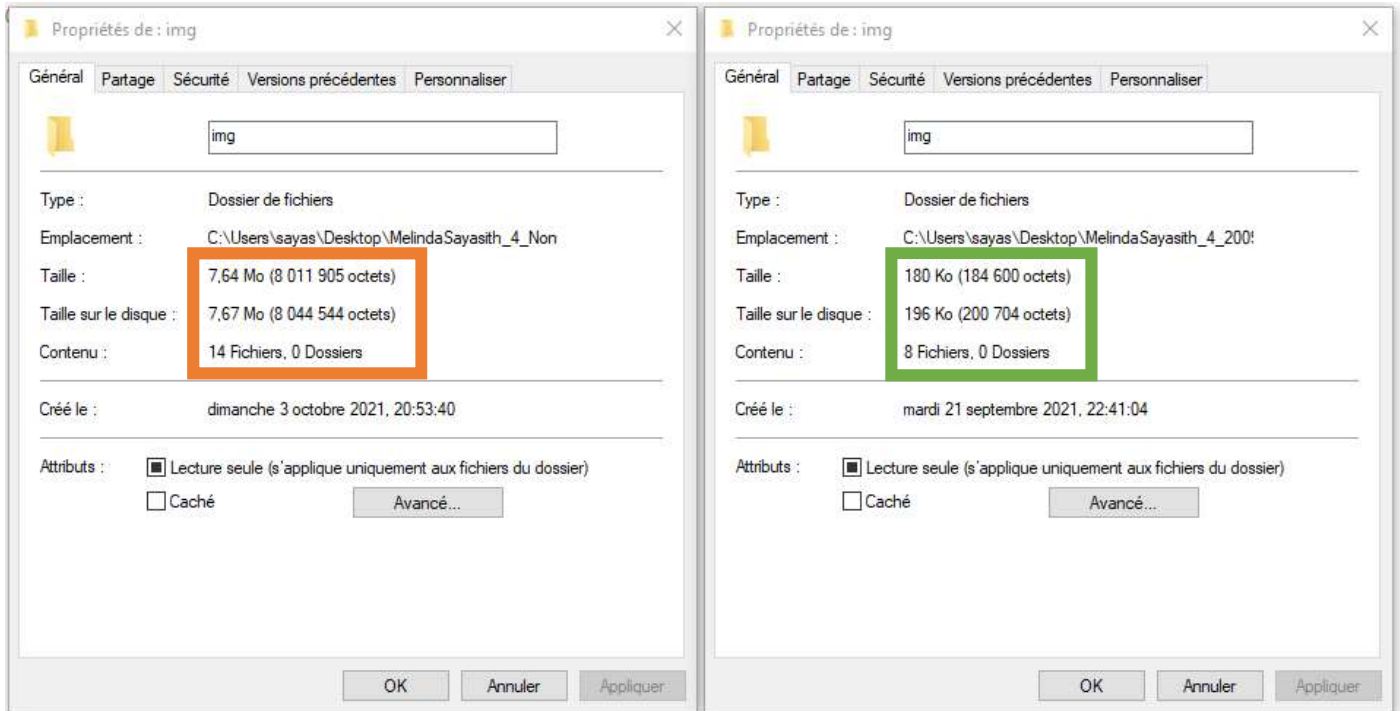 Propriétés de : img
Général Partage Sécurité Versions précédentes Personnaliser
img
Type : Dossier de fichiers
Emplacement : C:\Users\sayas\Desktop\MelindaSayasith_4_Non
Taille : 7,64 Mo (8 011 905 octets)
Taille sur le disque : 7,67 Mo (8 044 544 octets)
Contenu : 14 Fichiers, 0 Dossiers
Créé le : dimanche 3 octobre 2021, 20:53:40
Attributs : Lecture seule (s'applique uniquement aux fichiers du dossier)
Caché Avancé...
OK Annuler Appliquer
Propriétés de : img
Général Partage Sécurité Versions précédentes Personnaliser
img
Type : Dossier de fichiers
Emplacement : C:\Users\sayas\Desktop\MelindaSayasith_4_200
Taille : 180 Ko (184 600 octets)
Taille sur le disque : 196 Ko (200 704 octets)
Contenu : 8 Fichiers, 0 Dossiers
Créé le : mardi 21 septembre 2021, 22:41:04
Attributs : Lecture seule (s'applique uniquement aux fichiers du dossier)
Caché Avancé...
OK Annuler Appliquer